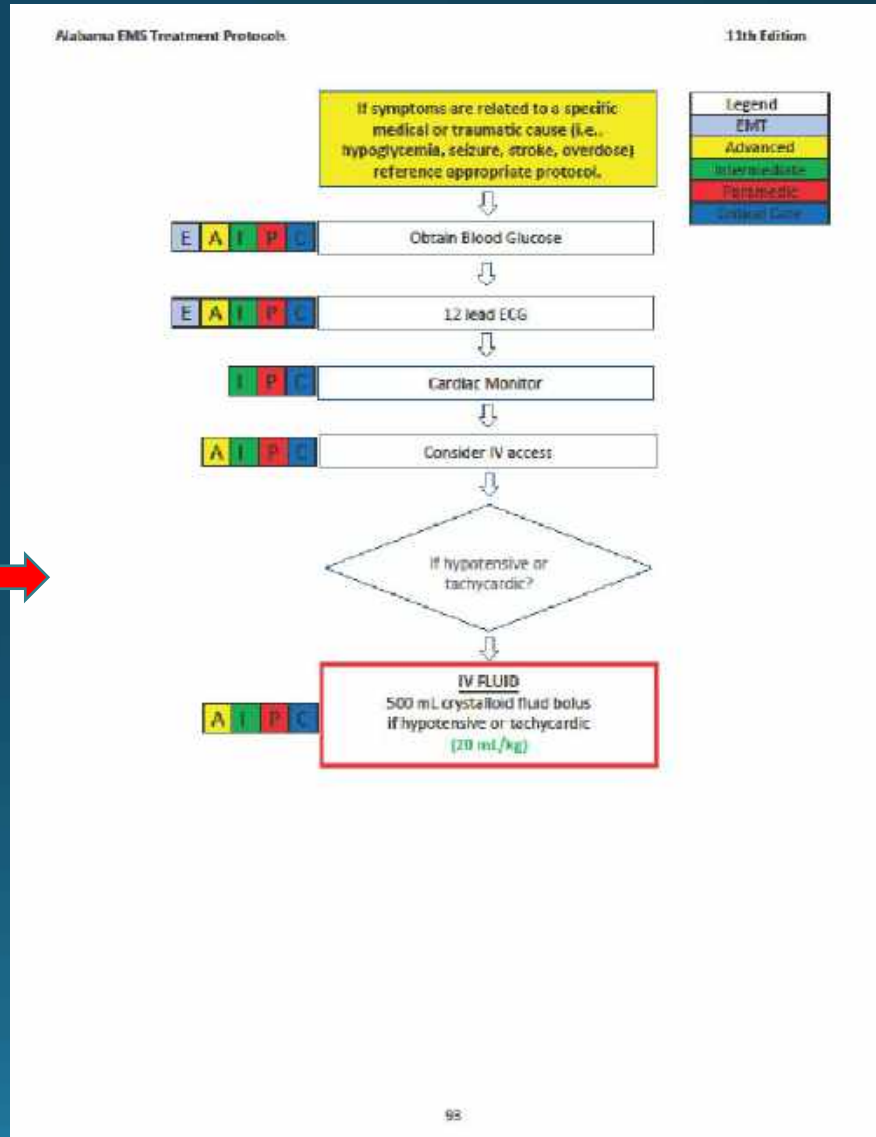 Alabama EMS Treatment Protocols
11th Edition
If symptoms are related to a specific
medical or traumatic cause (i.e.,
hypoglycemia, seizure, stroke, overdose)
reference appropriate protocol.
Legend
EMT
Advanced
Intermediate
Paramedic
Critical Care
E A I P C
Obtain Blood Glucose
E A I P C
12 lead ECG
I P C
Cardiac Monitor
A I P C
Consider IV access
If hypotensive or
tachycardic?
A I P C
IV FLUID
500 mL crystalloid fluid bolus
if hypotensive or tachycardic
(20 mL/kg)
93